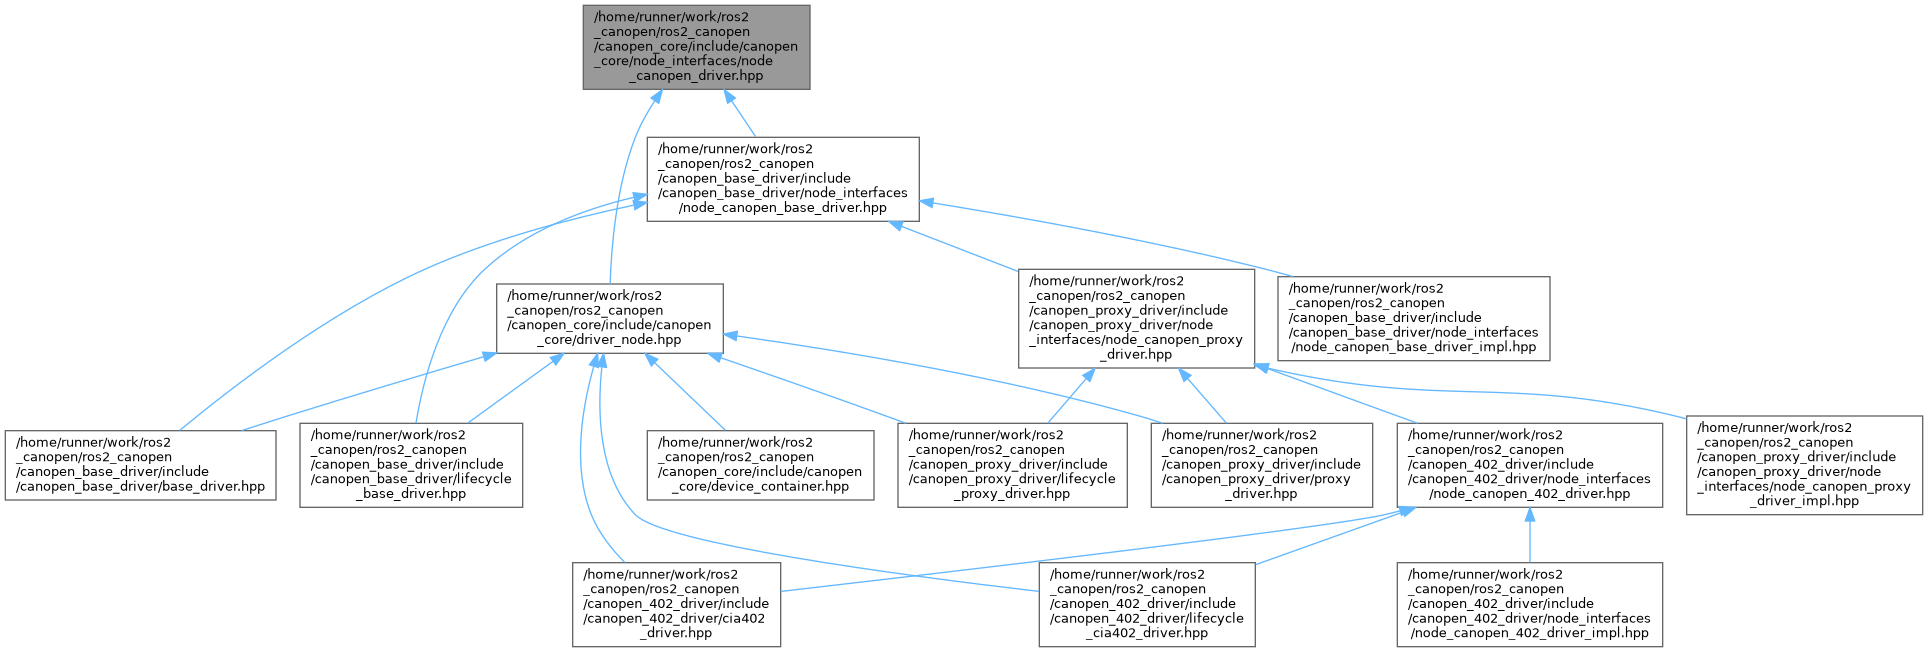 /home/runner/work/ros2
_canopen/ros2_canopen
/canopen_core/include/canopen
_core/node_interfaces/node
_canopen_driver.hpp
/home/runner/work/ros2
_canopen/ros2_canopen
/canopen_base_driver/include
/canopen_base_driver/node_interfaces
/node_canopen_base_driver.hpp
/home/runner/work/ros2
_canopen/ros2_canopen
/canopen_core/include/canopen
_core/driver_node.hpp
/home/runner/work/ros2
_canopen/ros2_canopen
/canopen_proxy_driver/include
/canopen_proxy_driver/node
_interfaces/node_canopen_proxy
_driver.hpp
/home/runner/work/ros2
_canopen/ros2_canopen
/canopen_base_driver/include
/canopen_base_driver/node_interfaces
/node_canopen_base_driver_impl.hpp
/home/runner/work/ros2
_canopen/ros2_canopen
/canopen_base_driver/include
/canopen_base_driver/base_driver.hpp
/home/runner/work/ros2
_canopen/ros2_canopen
/canopen_base_driver/include
/canopen_base_driver/lifecycle
_base_driver.hpp
/home/runner/work/ros2
_canopen/ros2_canopen
/canopen_core/include/canopen
_core/device_container.hpp
/home/runner/work/ros2
_canopen/ros2_canopen
/canopen_proxy_driver/include
/canopen_proxy_driver/lifecycle
_proxy_driver.hpp
/home/runner/work/ros2
_canopen/ros2_canopen
/canopen_proxy_driver/include
/canopen_proxy_driver/proxy
_driver.hpp
/home/runner/work/ros2
_canopen/ros2_canopen
/canopen_402_driver/include
/canopen_402_driver/node_interfaces
/node_canopen_402_driver.hpp
/home/runner/work/ros2
_canopen/ros2_canopen
/canopen_proxy_driver/include
/canopen_proxy_driver/node
_interfaces/node_canopen_proxy
_driver_impl.hpp
/home/runner/work/ros2
_canopen/ros2_canopen
/canopen_402_driver/include
/canopen_402_driver/cia402
_driver.hpp
/home/runner/work/ros2
_canopen/ros2_canopen
/canopen_402_driver/include
/canopen_402_driver/lifecycle
_cia402_driver.hpp
/home/runner/work/ros2
_canopen/ros2_canopen
/canopen_402_driver/include
/canopen_402_driver/node_interfaces
/node_canopen_402_driver_impl.hpp